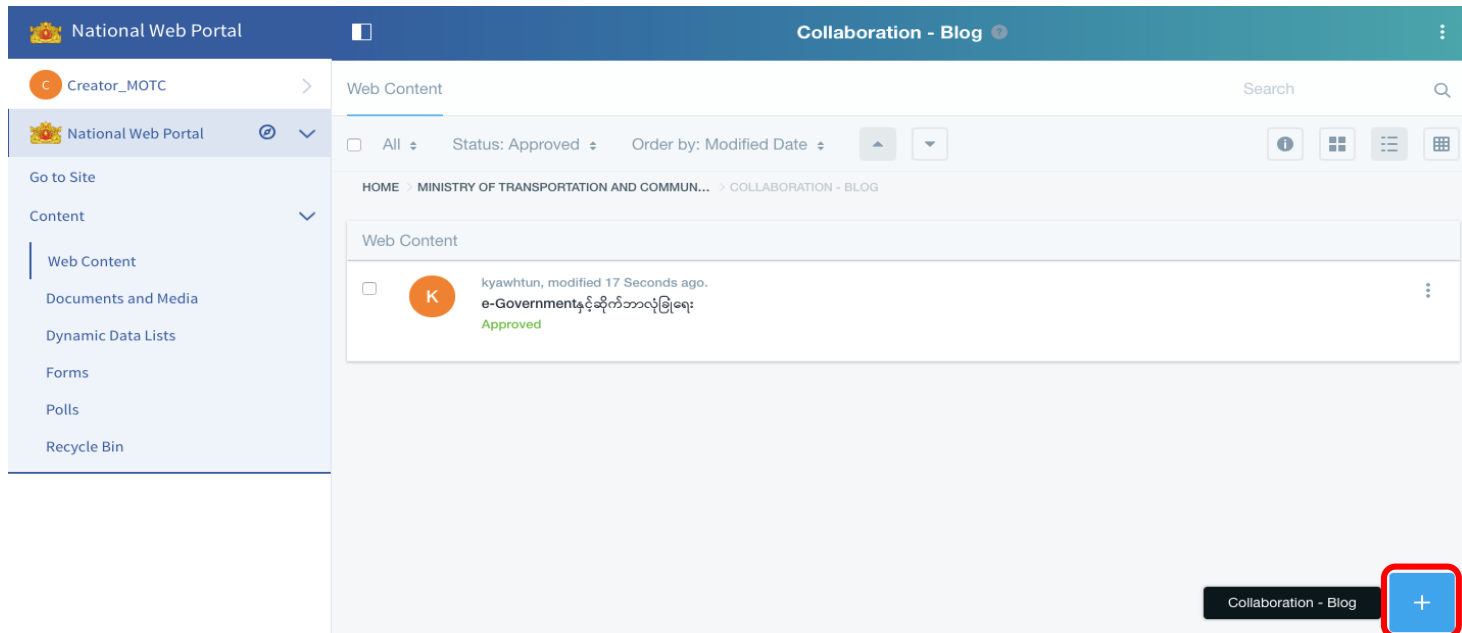 National Web Portal
Collaboration - Blog ?
C Creator_MOTC
Web Content
Search
National Web Portal
All Status: Approved Order by: Modified Date
Go to Site
HOME > MINISTRY OF TRANSPORTATION AND COMMUN... > COLLABORATION - BLOG
Content
Web Content
Web Content
Documents and Media
Dynamic Data Lists
Forms
Polls
Recycle Bin
K
kyawhtun, modified 17 Seconds ago.
e-Governmentနှင့်ဆိုက်ဘာလုံခြုံရေး
Approved
Collaboration - Blog +